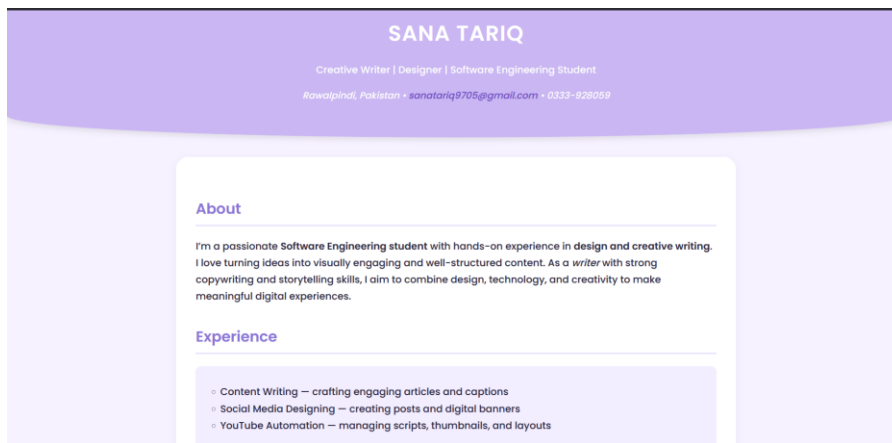 SANA TARIQ
Creative Writer | Designer | Software Engineering Student
Rawalpindi, Pakistan • sanatariq9705@gmail.com • 0333-928059
About
I'm a passionate Software Engineering student with hands-on experience in design and creative writing.
I love turning ideas into visually engaging and well-structured content. As a writer with strong
copywriting and storytelling skills, I aim to combine design, technology, and creativity to make
meaningful digital experiences.
Experience
◦ Content Writing — crafting engaging articles and captions
◦ Social Media Designing — creating posts and digital banners
◦ YouTube Automation — managing scripts, thumbnails, and layouts